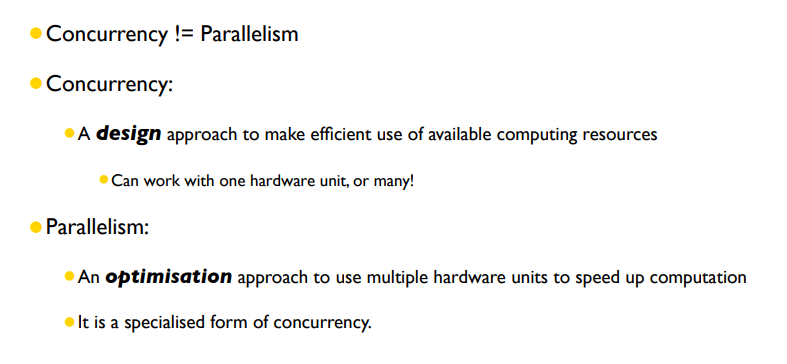 Concurrency != Parallelism
Concurrency:
A design approach to make efficient use of available computing resources
Can work with one hardware unit, or many!
Parallelism:
An optimisation approach to use multiple hardware units to speed up computation
It is a specialised form of concurrency.